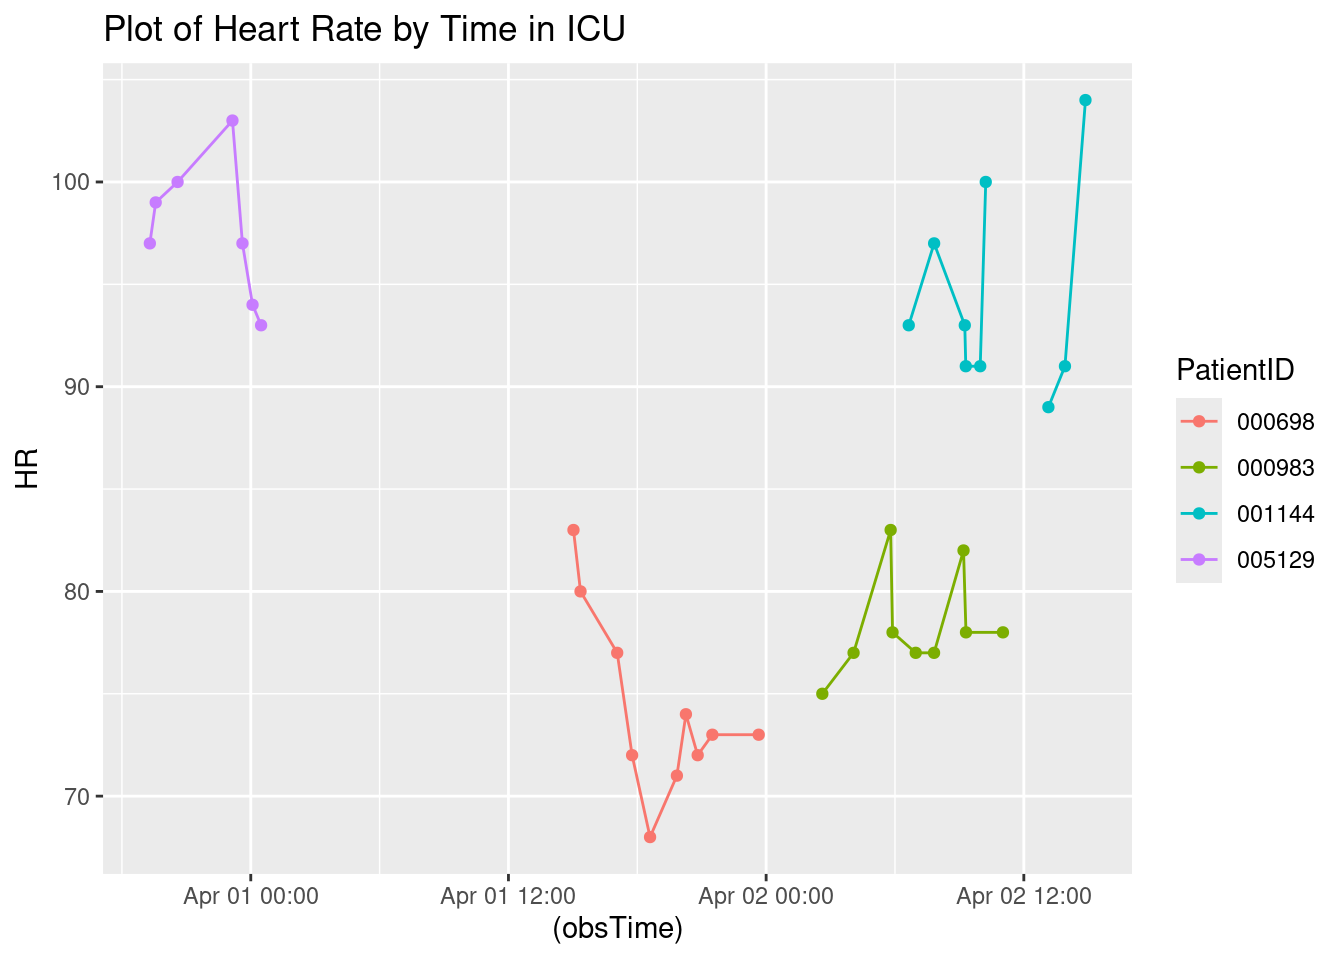 Plot of Heart Rate by Time in ICU
HR
100
90
80
70
Apr 01 00:00
Apr 01 12:00
Apr 02 00:00
Apr 02 12:00
(obsTime)
PatientID
000698
000983
001144
005129